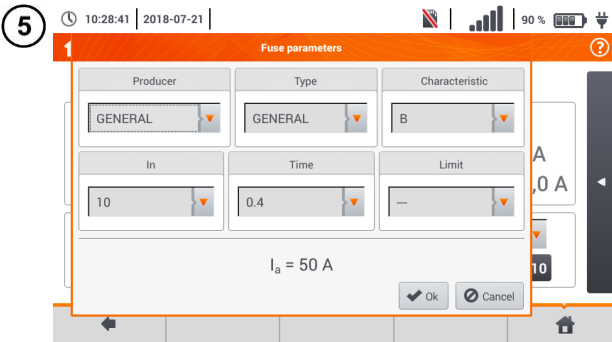 5
10:28:41 2018-07-21 90 %
1 Fuse parameters ?
Producer Type Characteristic
GENERAL GENERAL B
In Time Limit
10 0.4 ---
A
,0 A
Ia = 50 A
10
Ok Cancel